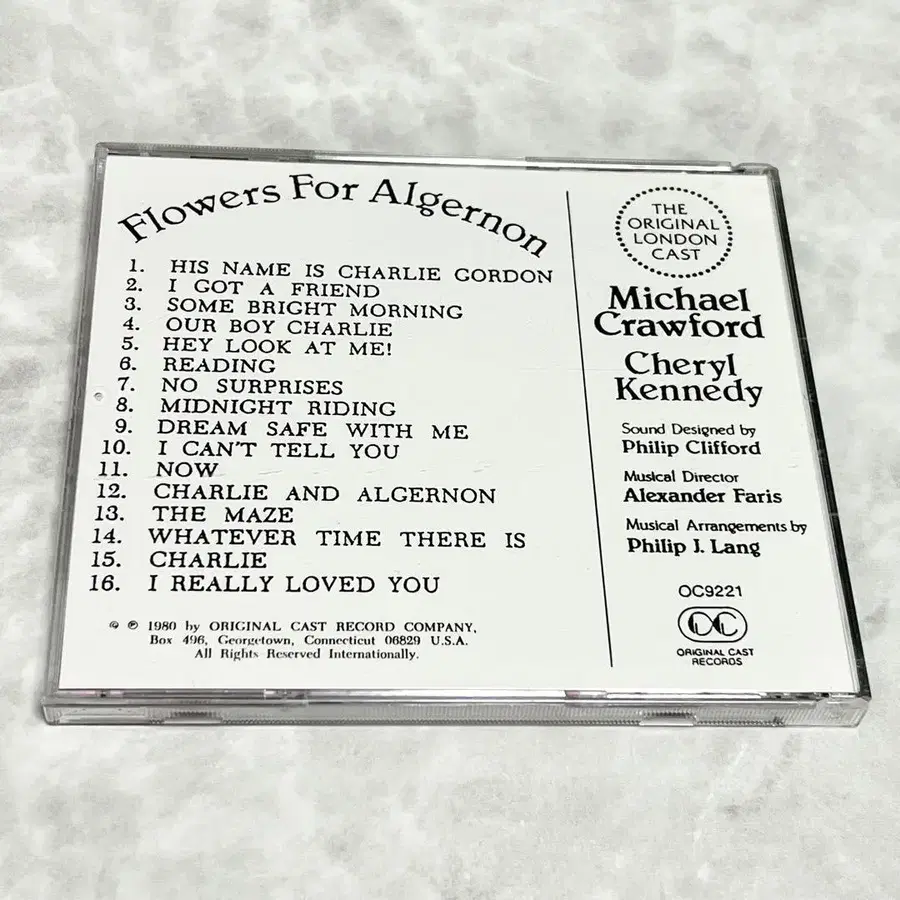 Flowers For Algernon
1. HIS NAME IS CHARLIE GORDON
2. I GOT A FRIEND
3. SOME BRIGHT MORNING
4. OUR BOY CHARLIE
5. HEY LOOK AT ME!
6. READING
7. NO SURPRISES
8. MIDNIGHT RIDING
9. DREAM SAFE WITH ME
10. I CAN'T TELL YOU
11. NOW
12. CHARLIE AND ALGERNON
13. THE MAZE
14. WHATEVER TIME THERE IS
15. CHARLIE
16. I REALLY LOVED YOU
© ℗ 1980 by ORIGINAL CAST RECORD COMPANY,
Box 496, Georgetown, Connecticut 06829 U.S.A.
All Rights Reserved Internationally.
THE
ORIGINAL
LONDON
CAST
Michael
Crawford
Cheryl
Kennedy
Sound Designed by
Philip Clifford
Musical Director
Alexander Faris
Musical Arrangements by
Philip J. Lang
OC9221
OC
ORIGINAL CAST
RECORDS